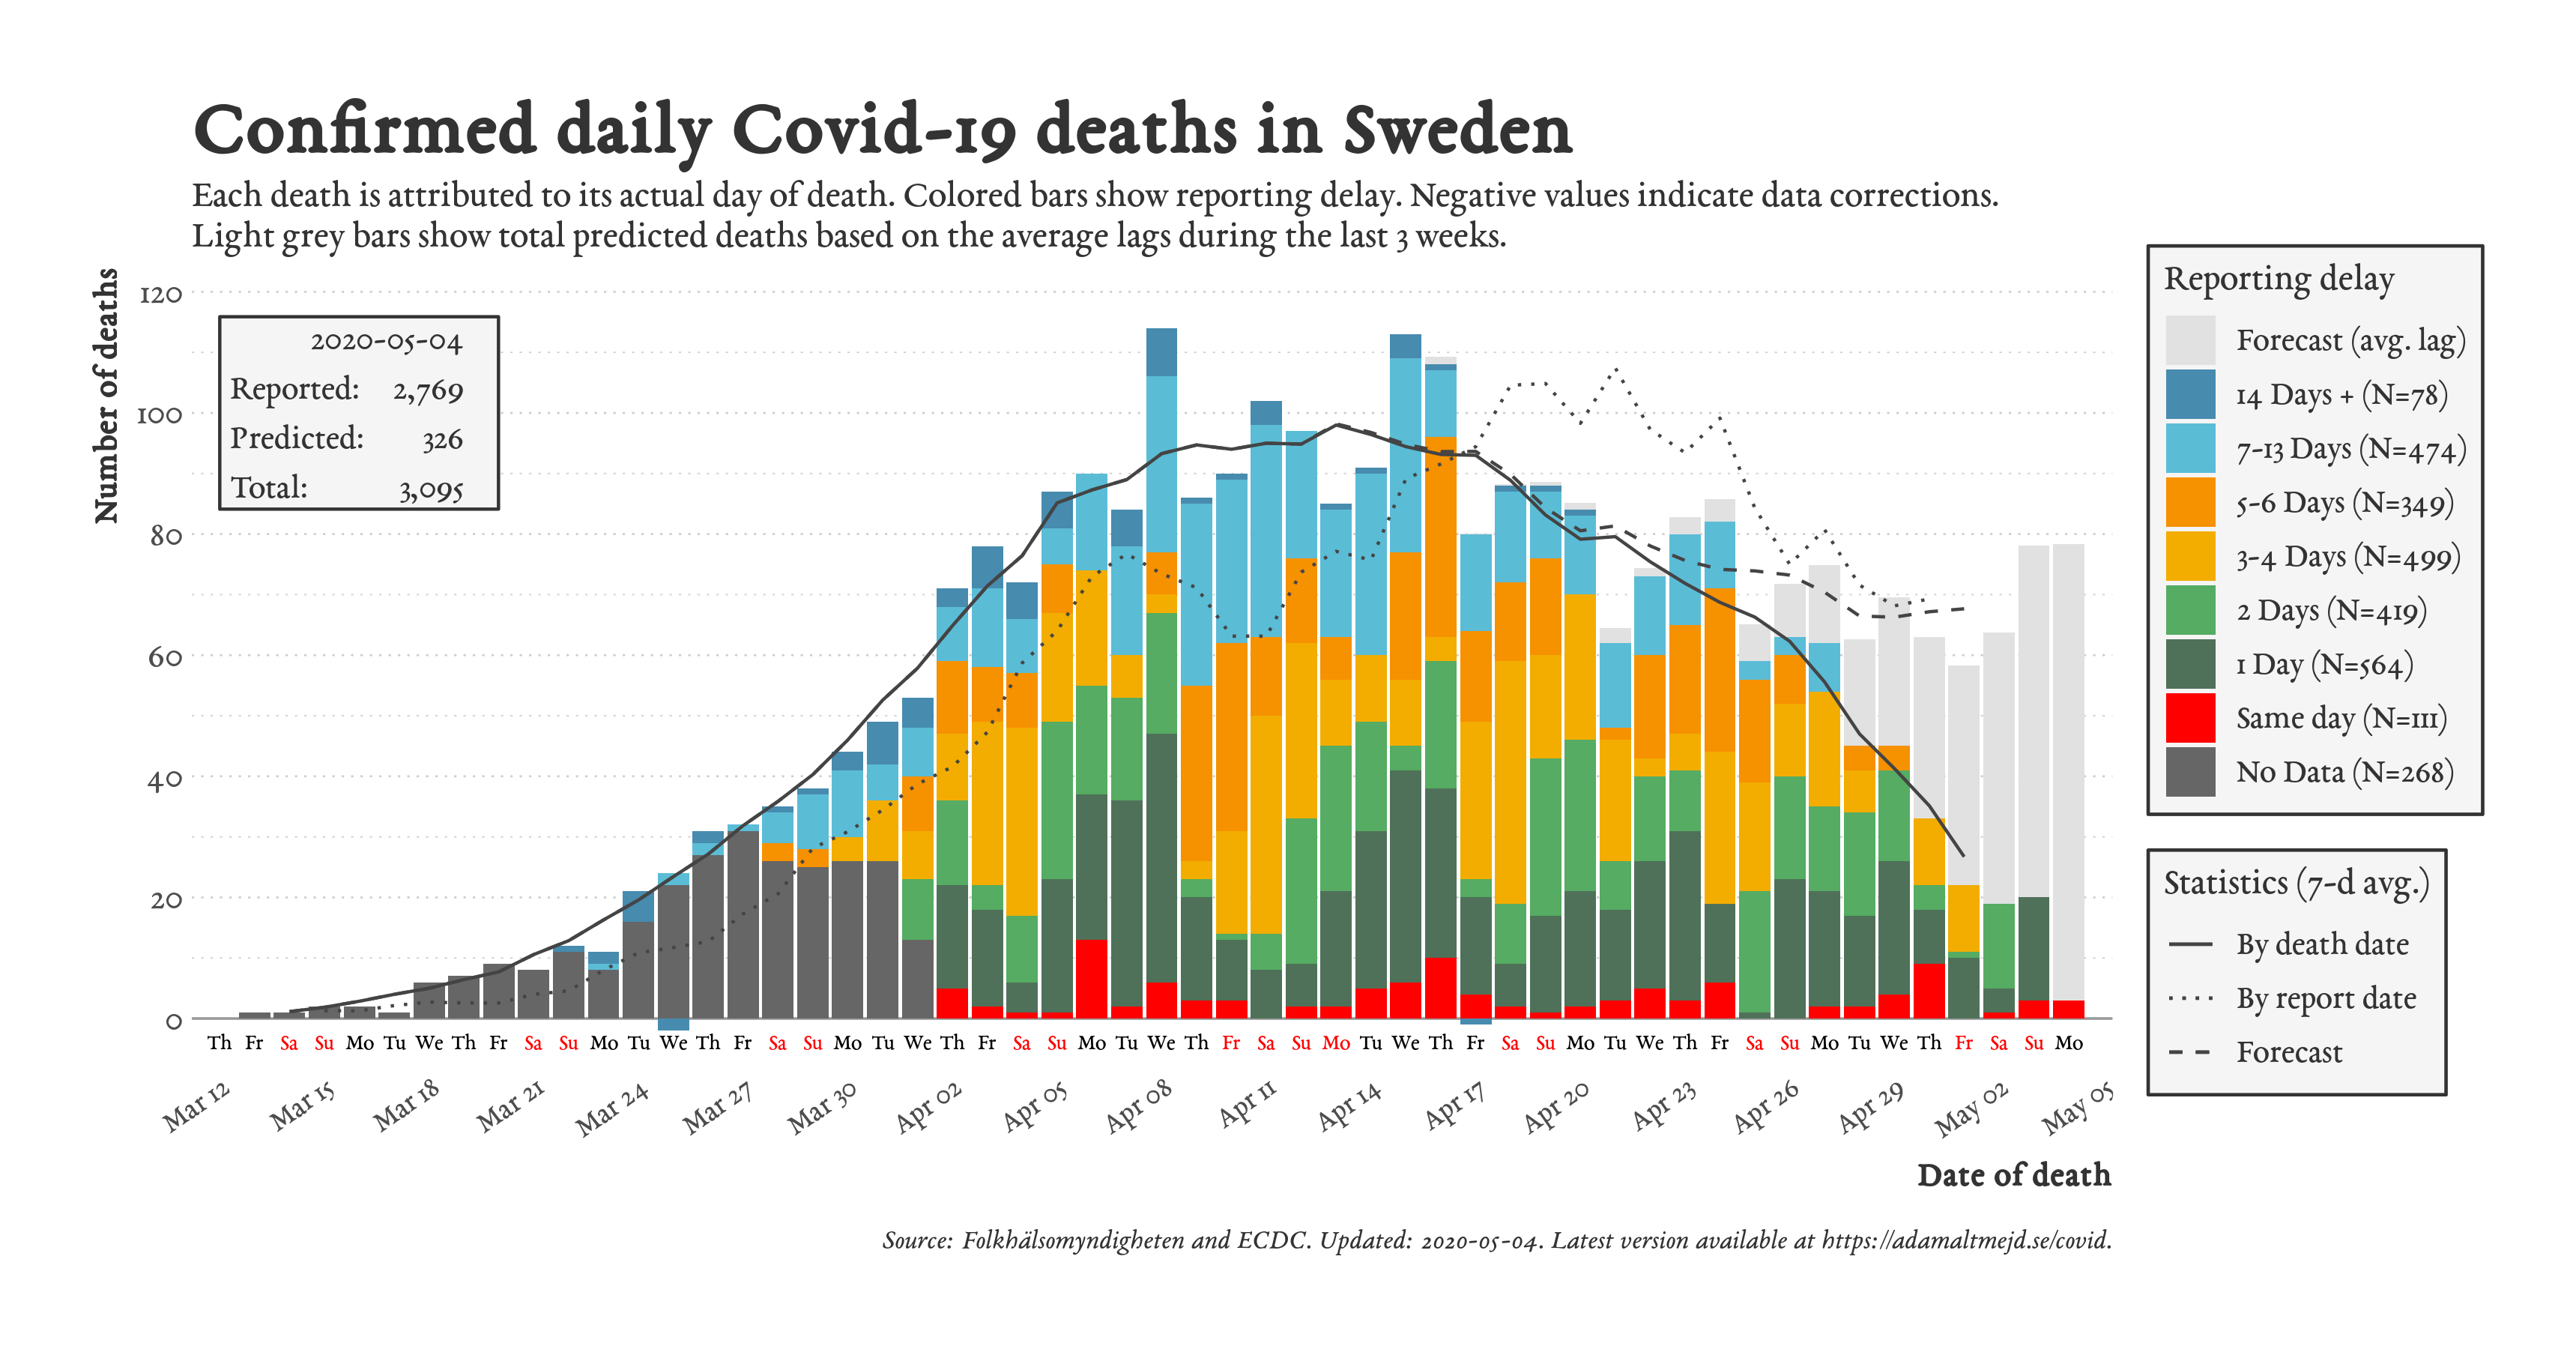 Confirmed daily Covid-19 deaths in Sweden
Each death is attributed to its actual day of death. Colored bars show reporting delay. Negative values indicate data corrections.
Light grey bars show total predicted deaths based on the average lags during the last 3 weeks.
Number of deaths
120
100
80
60
40
20
0
2020-05-04
Reported: 2,769
Predicted: 326
Total: 3,095
Th Fr Sa Su Mo Tu We Th Fr Sa Su Mo Tu We Th Fr Sa Su Mo Tu We Th Fr Sa Su Mo Tu We Th Fr Sa Su Mo Tu We Th Fr Sa Su Mo Tu We Th Fr Sa Su Mo Tu We Th Fr Sa Su Mo
Mar 12 Mar 15 Mar 18 Mar 21 Mar 24 Mar 27 Mar 30 Apr 02 Apr 05 Apr 08 Apr 11 Apr 14 Apr 17 Apr 20 Apr 23 Apr 26 Apr 29 May 02 May 05
Date of death
Reporting delay
Forecast (avg. lag)
14 Days + (N=78)
7-13 Days (N=474)
5-6 Days (N=349)
3-4 Days (N=499)
2 Days (N=419)
1 Day (N=564)
Same day (N=111)
No Data (N=268)
Statistics (7-d avg.)
By death date
By report date
Forecast
Source: Folkhälsomyndigheten and ECDC. Updated: 2020-05-04. Latest version available at https://adamaltmejd.se/covid.